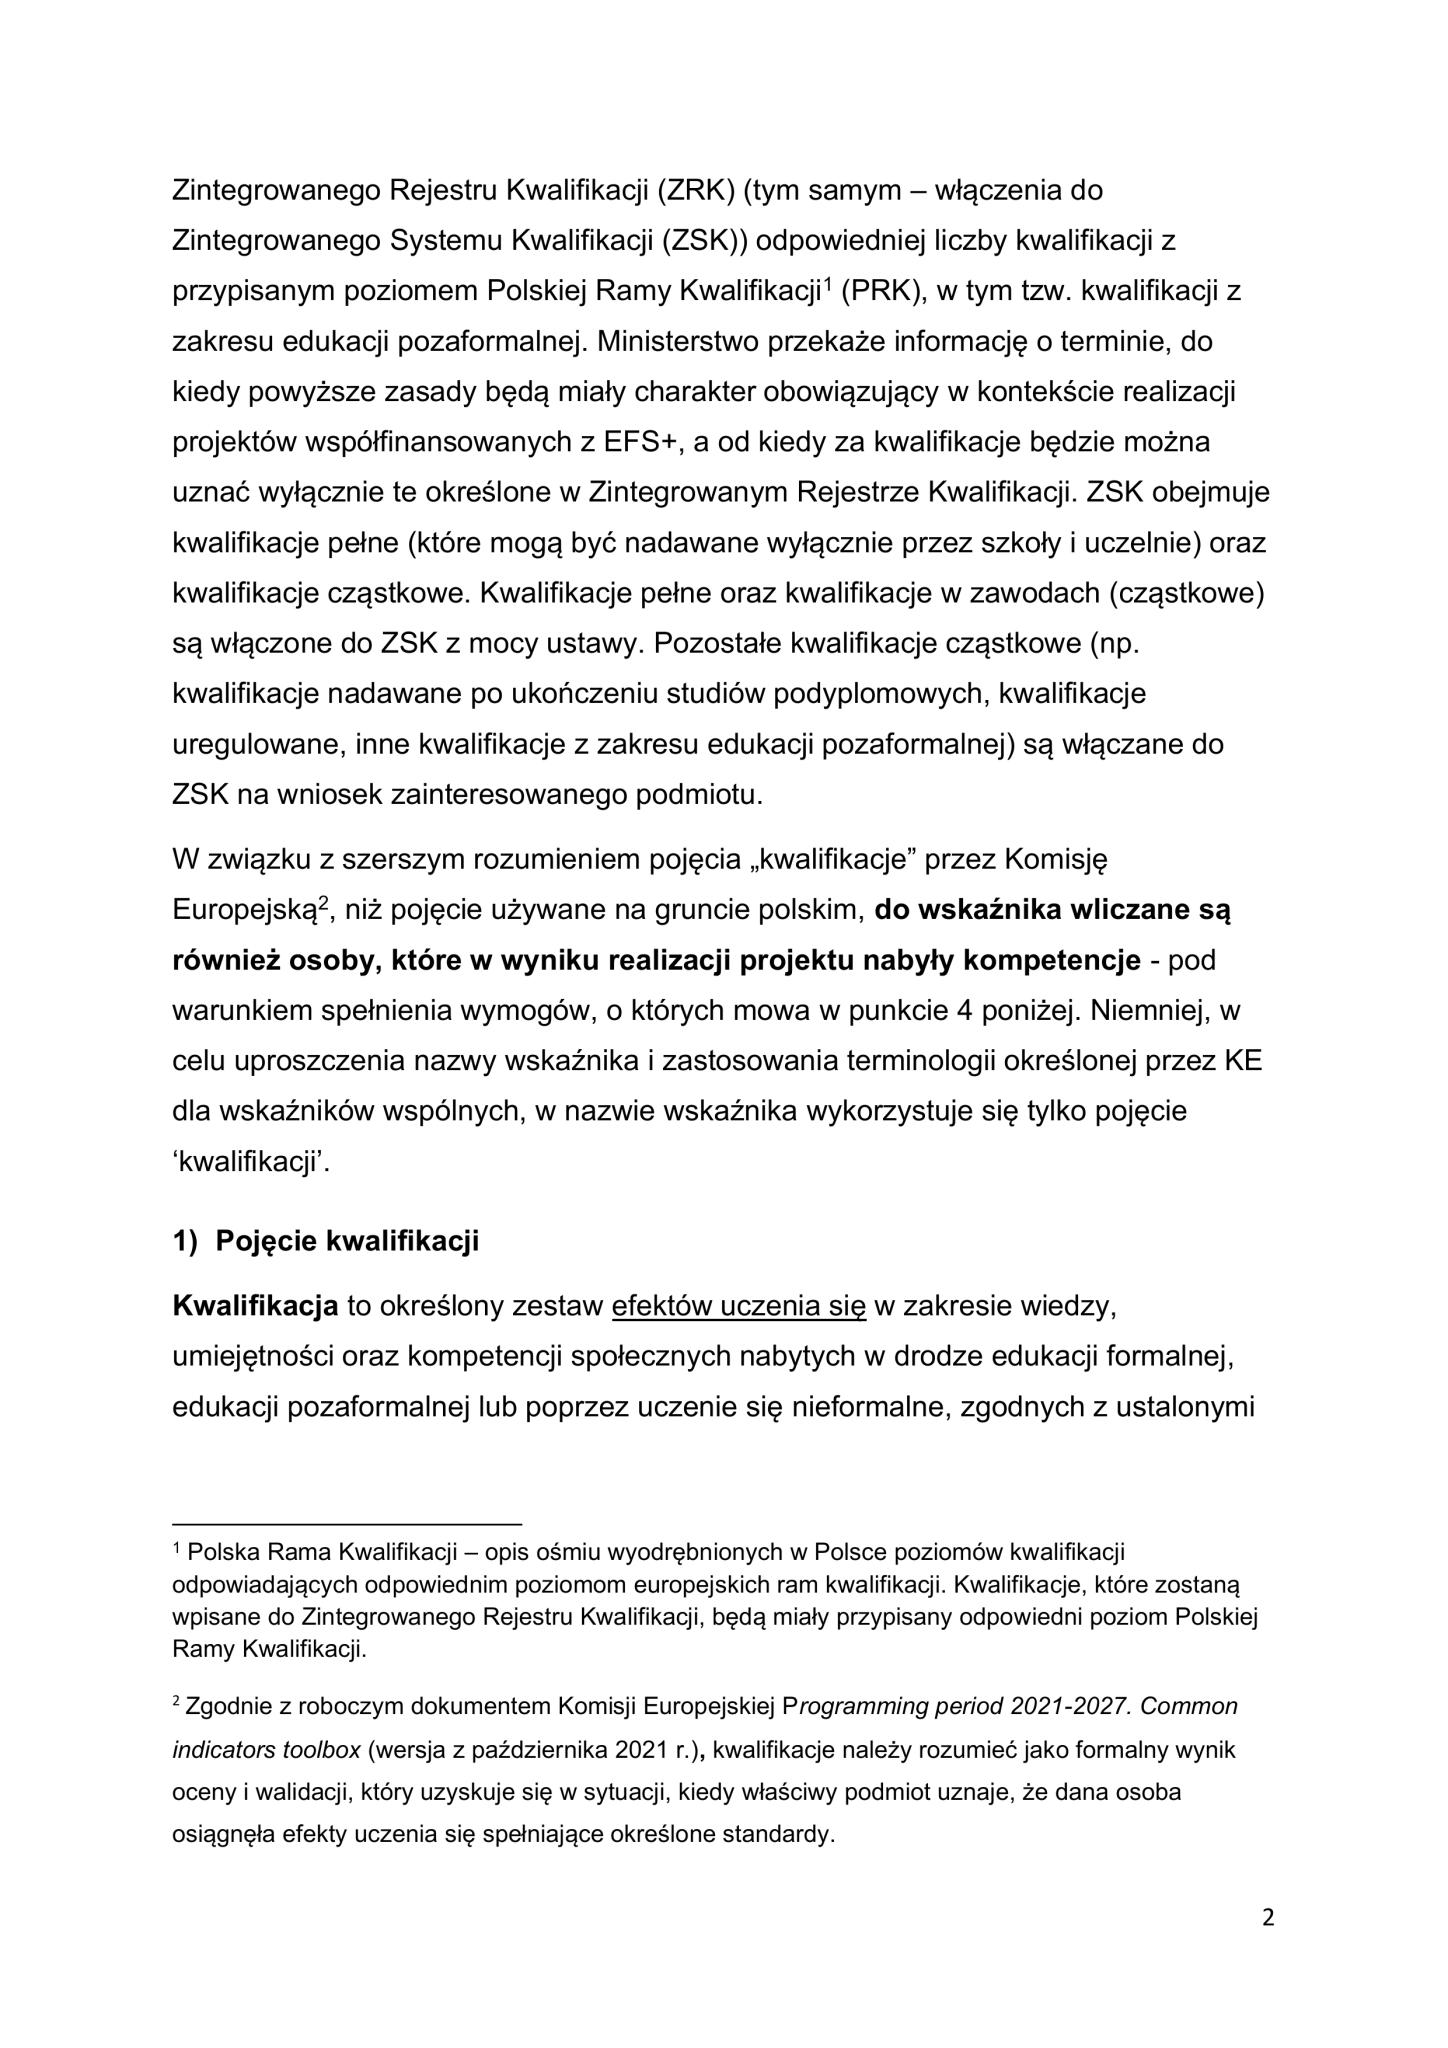 Zintegrowanego Rejestru Kwalifikacji (ZRK) (tym samym – włączenia do
Zintegrowanego Systemu Kwalifikacji (ZSK)) odpowiedniej liczby kwalifikacji z
przypisanym poziomem Polskiej Ramy Kwalifikacji¹ (PRK), w tym tzw. kwalifikacji z
zakresu edukacji pozaformalnej. Ministerstwo przekaże informację o terminie, do
kiedy powyższe zasady będą miały charakter obowiązujący w kontekście realizacji
projektów współfinansowanych z EFS+, a od kiedy za kwalifikacje będzie można
uznać wyłącznie te określone w Zintegrowanym Rejestrze Kwalifikacji. ZSK obejmuje
kwalifikacje pełne (które mogą być nadawane wyłącznie przez szkoły i uczelnie) oraz
kwalifikacje cząstkowe. Kwalifikacje pełne oraz kwalifikacje w zawodach (cząstkowe)
są włączone do ZSK z mocy ustawy. Pozostałe kwalifikacje cząstkowe (np.
kwalifikacje nadawane po ukończeniu studiów podyplomowych, kwalifikacje
uregulowane, inne kwalifikacje z zakresu edukacji pozaformalnej) są włączane do
ZSK na wniosek zainteresowanego podmiotu.
W związku z szerszym rozumieniem pojęcia „kwalifikacje” przez Komisję
Europejską², niż pojęcie używane na gruncie polskim, do wskaźnika wliczane są
również osoby, które w wyniku realizacji projektu nabyły kompetencje - pod
warunkiem spełnienia wymogów, o których mowa w punkcie 4 poniżej. Niemniej, w
celu uproszczenia nazwy wskaźnika i zastosowania terminologii określonej przez KE
dla wskaźników wspólnych, w nazwie wskaźnika wykorzystuje się tylko pojęcie
‘kwalifikacji’.
1) Pojęcie kwalifikacji
Kwalifikacja to określony zestaw efektów uczenia się w zakresie wiedzy,
umiejętności oraz kompetencji społecznych nabytych w drodze edukacji formalnej,
edukacji pozaformalnej lub poprzez uczenie się nieformalne, zgodnych z ustalonymi
¹ Polska Rama Kwalifikacji – opis ośmiu wyodrębnionych w Polsce poziomów kwalifikacji
odpowiadających odpowiednim poziomom europejskich ram kwalifikacji. Kwalifikacje, które zostaną
wpisane do Zintegrowanego Rejestru Kwalifikacji, będą miały przypisany odpowiedni poziom Polskiej
Ramy Kwalifikacji.
² Zgodnie z roboczym dokumentem Komisji Europejskiej Programming period 2021-2027. Common
indicators toolbox (wersja z października 2021 r.), kwalifikacje należy rozumieć jako formalny wynik
oceny i walidacji, który uzyskuje się w sytuacji, kiedy właściwy podmiot uznaje, że dana osoba
osiągnęła efekty uczenia się spełniające określone standardy.
2